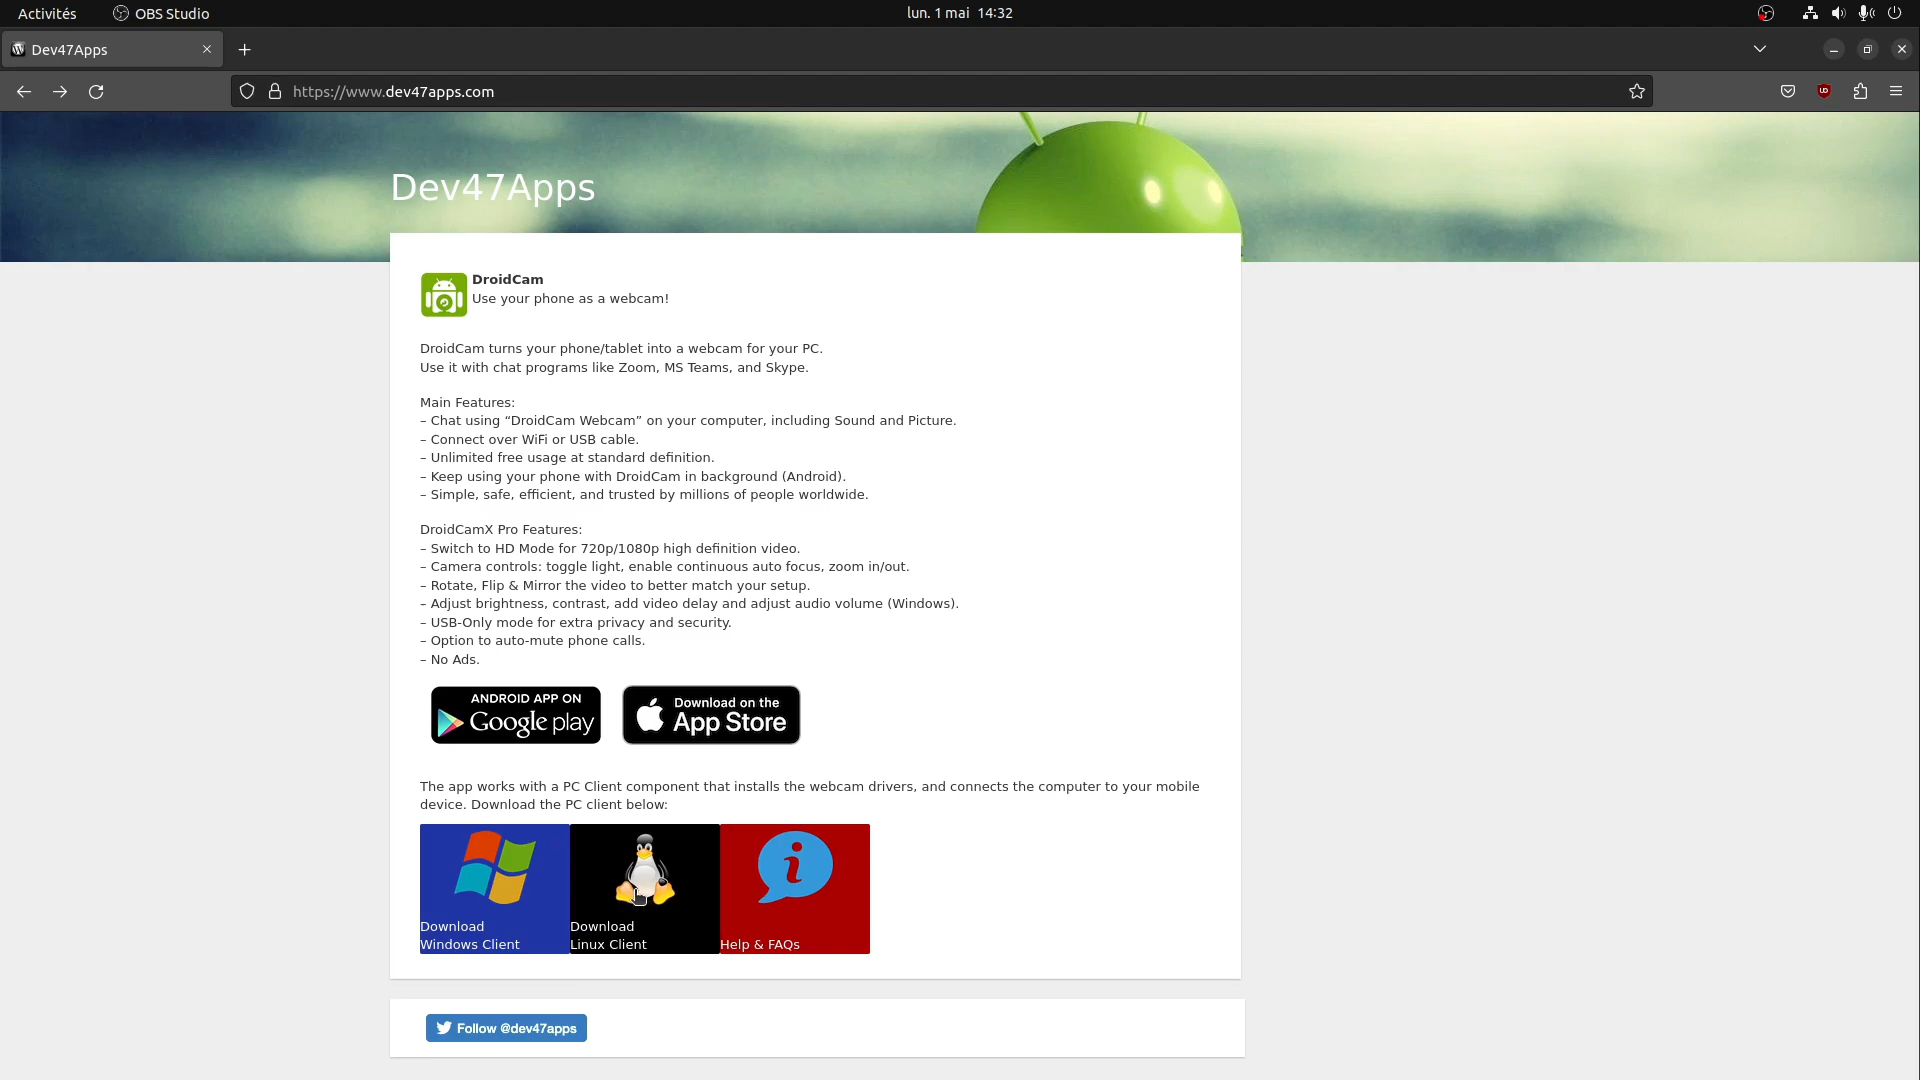 Activités
OBS Studio
lun. 1 mai 14:32
Dev47Apps
https://www.dev47apps.com
Dev47Apps
DroidCam
Use your phone as a webcam!
DroidCam turns your phone/tablet into a webcam for your PC.
Use it with chat programs like Zoom, MS Teams, and Skype.
Main Features:
– Chat using “DroidCam Webcam” on your computer, including Sound and Picture.
– Connect over WiFi or USB cable.
– Unlimited free usage at standard definition.
– Keep using your phone with DroidCam in background (Android).
– Simple, safe, efficient, and trusted by millions of people worldwide.
DroidCamX Pro Features:
– Switch to HD Mode for 720p/1080p high definition video.
– Camera controls: toggle light, enable continuous auto focus, zoom in/out.
– Rotate, Flip & Mirror the video to better match your setup.
– Adjust brightness, contrast, add video delay and adjust audio volume (Windows).
– USB-Only mode for extra privacy and security.
– Option to auto-mute phone calls.
– No Ads.
ANDROID APP ON
Google play
Download on the
App Store
The app works with a PC Client component that installs the webcam drivers, and connects the computer to your mobile
device. Download the PC client below:
Download
Windows Client
Download
Linux Client
Help & FAQs
Follow @dev47apps